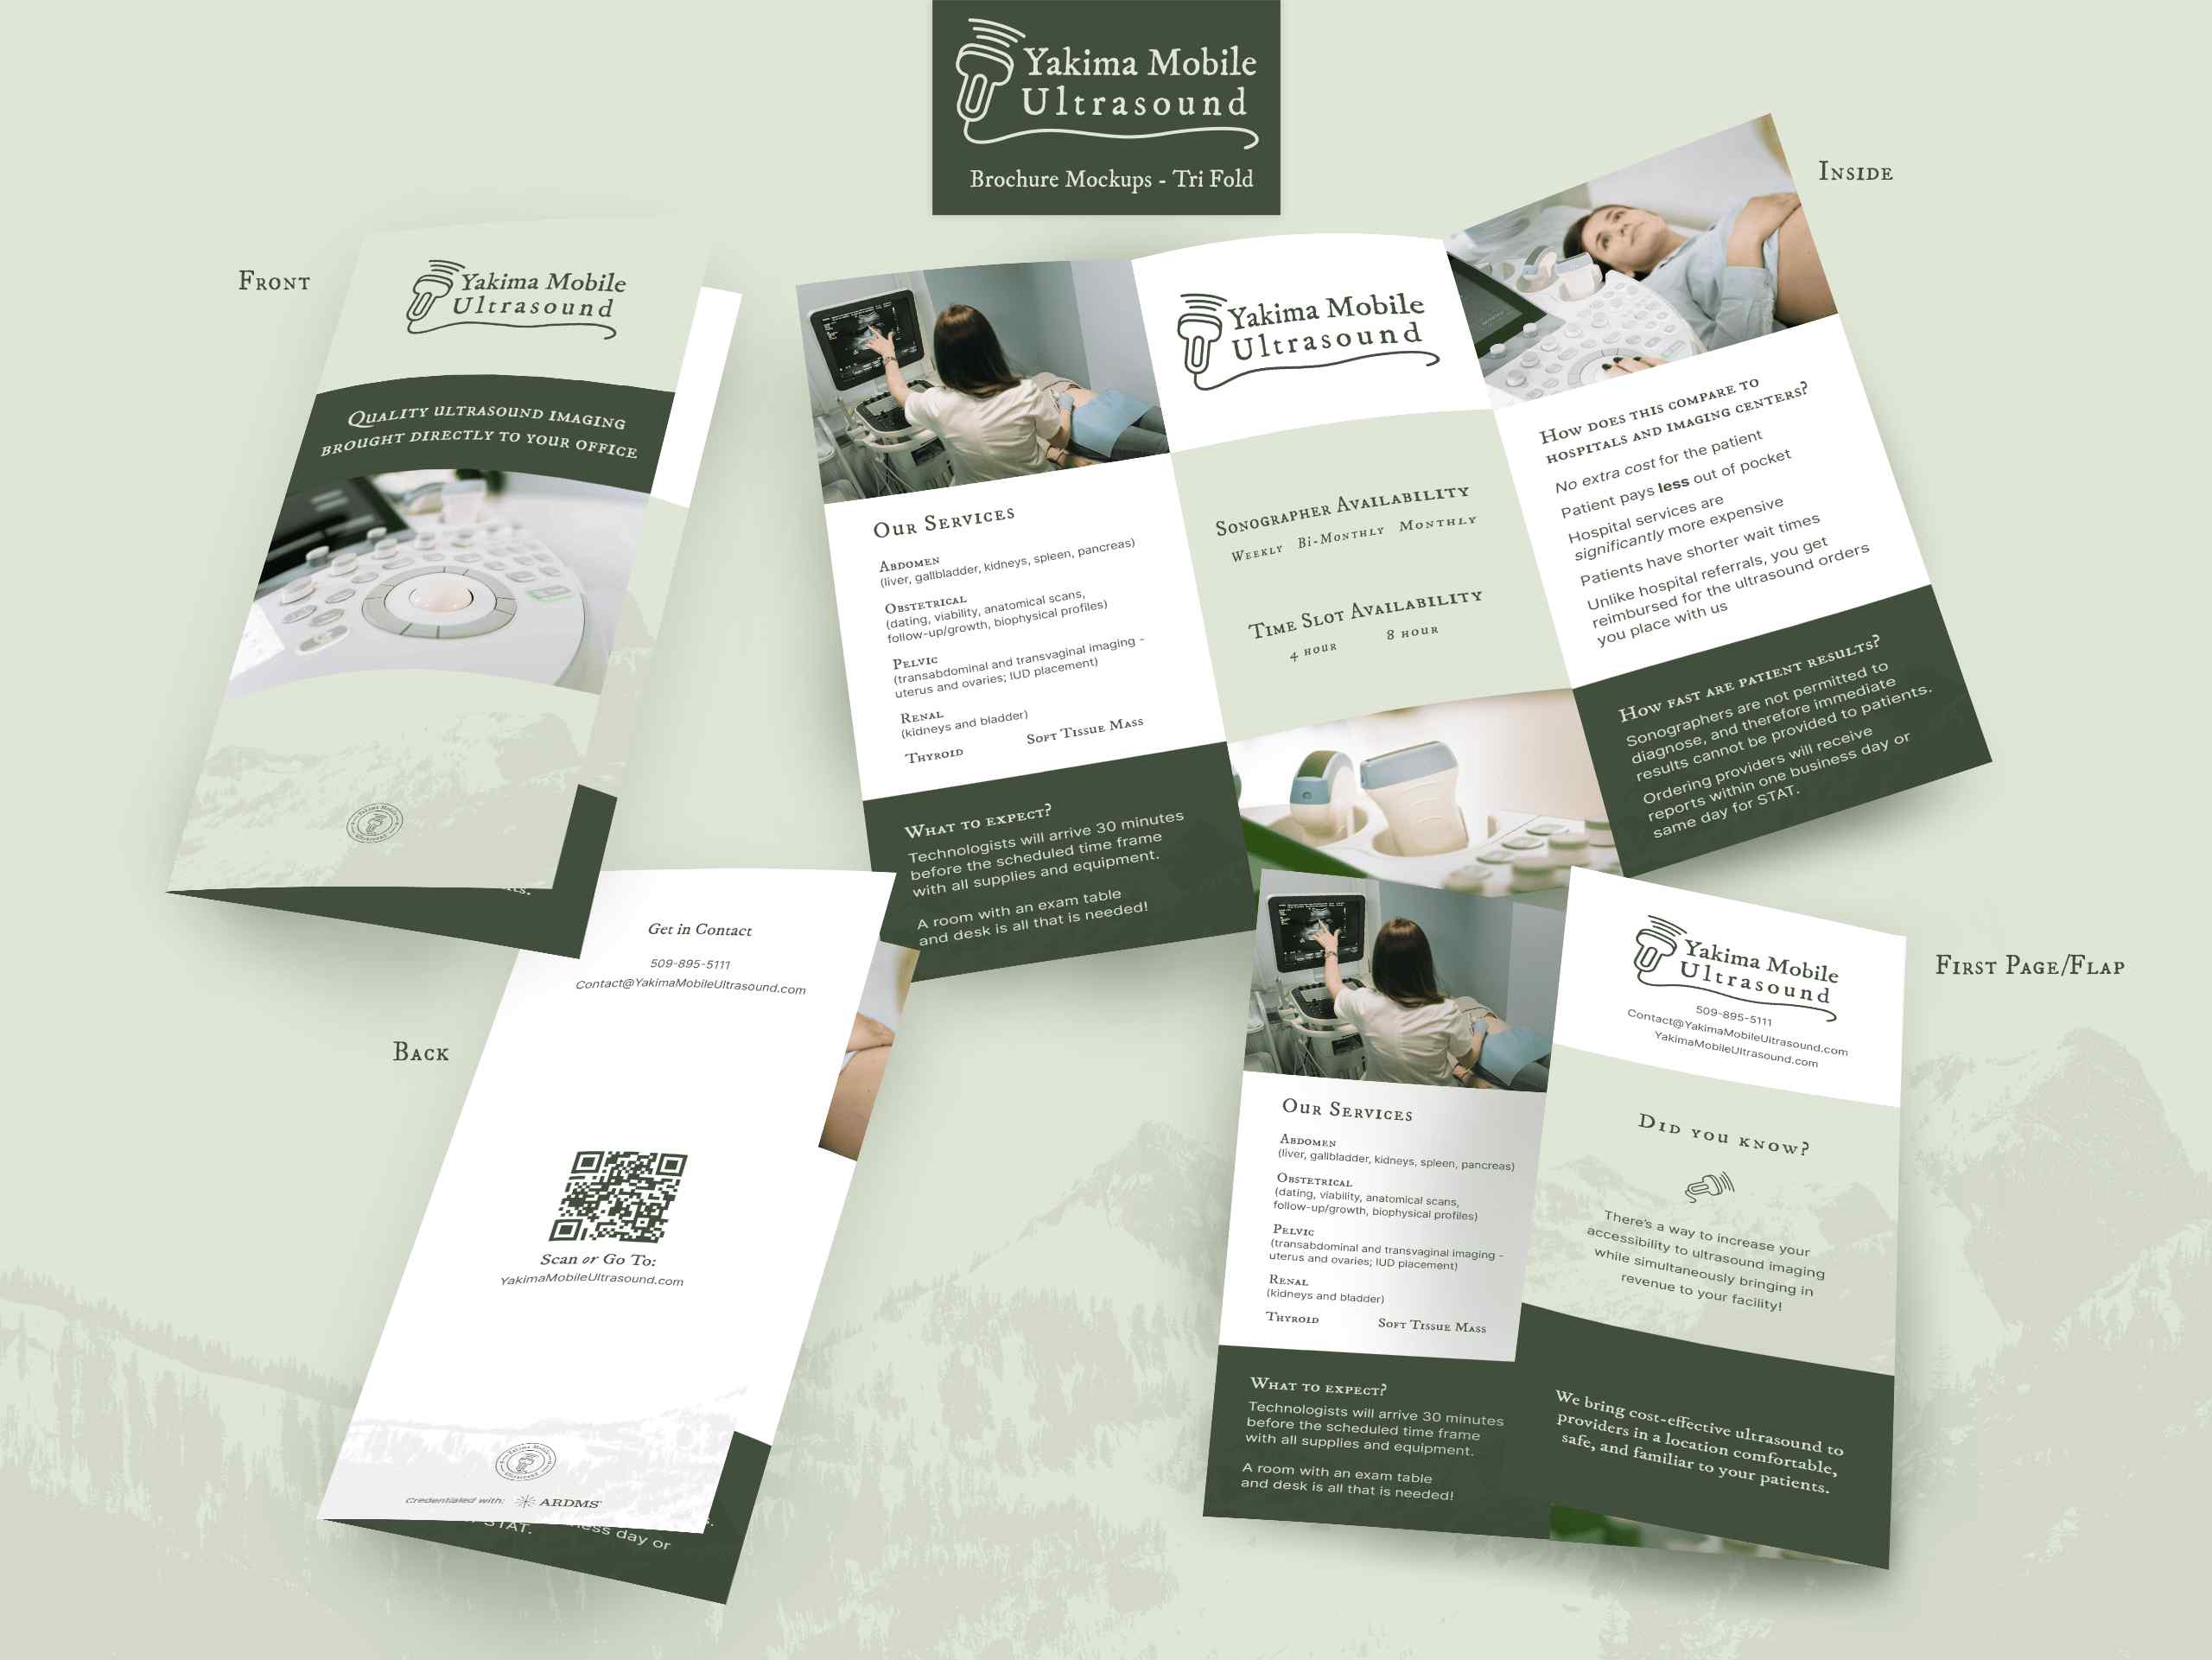 Yakima Mobile
Ultrasound
Brochure Mockups - Tri Fold
Front
Yakima Mobile
Ultrasound
Quality ultrasound imaging
brought directly to your office
Yakima Mobile
Ultrasound
ts.
Inside
Our Services
Abdomen
(liver, gallbladder, kidneys, spleen, pancreas)
Obstetrical
(dating, viability, anatomical scans,
follow-up/growth, biophysical profiles)
Pelvic
(transabdominal and transvaginal imaging -
uterus and ovaries; IUD placement)
Renal
(kidneys and bladder)
Thyroid Soft Tissue Mass
What to expect?
Technologists will arrive 30 minutes
before the scheduled time frame
with all supplies and equipment.
A room with an exam table
and desk is all that is needed!
Yakima Mobile
Ultrasound
Sonographer Availability
Weekly Bi-Monthly Monthly
Time Slot Availability
4 hour 8 hour
How does this compare to
hospitals and imaging centers?
No extra cost for the patient
Patient pays less out of pocket
Hospital services are
significantly more expensive
Patients have shorter wait times
Unlike hospital referrals, you get
reimbursed for the ultrasound orders
you place with us
How fast are patient results?
Sonographers are not permitted to
diagnose, and therefore immediate
results cannot be provided to patients.
Ordering providers will receive
reports within one business day or
same day for STAT.
Back
Get in Contact
509-895-5111
Contact@YakimaMobileUltrasound.com
Scan or Go To:
YakimaMobileUltrasound.com
Yakima Mobile
Ultrasound
Credentialed with: ARDMS
STAT. ness day or
First Page/Flap
Our Services
Abdomen
(liver, gallbladder, kidneys, spleen, pancreas)
Obstetrical
(dating, viability, anatomical scans,
follow-up/growth, biophysical profiles)
Pelvic
(transabdominal and transvaginal imaging -
uterus and ovaries; IUD placement)
Renal
(kidneys and bladder)
Thyroid Soft Tissue Mass
What to expect?
Technologists will arrive 30 minutes
before the scheduled time frame
with all supplies and equipment.
A room with an exam table
and desk is all that is needed!
Yakima Mobile
Ultrasound
509-895-5111
Contact@YakimaMobileUltrasound.com
YakimaMobileUltrasound.com
Did you know?
There's a way to increase your
accessibility to ultrasound imaging
while simultaneously bringing in
revenue to your facility!
We bring cost-effective ultrasound to
providers in a location comfortable,
safe, and familiar to your patients.